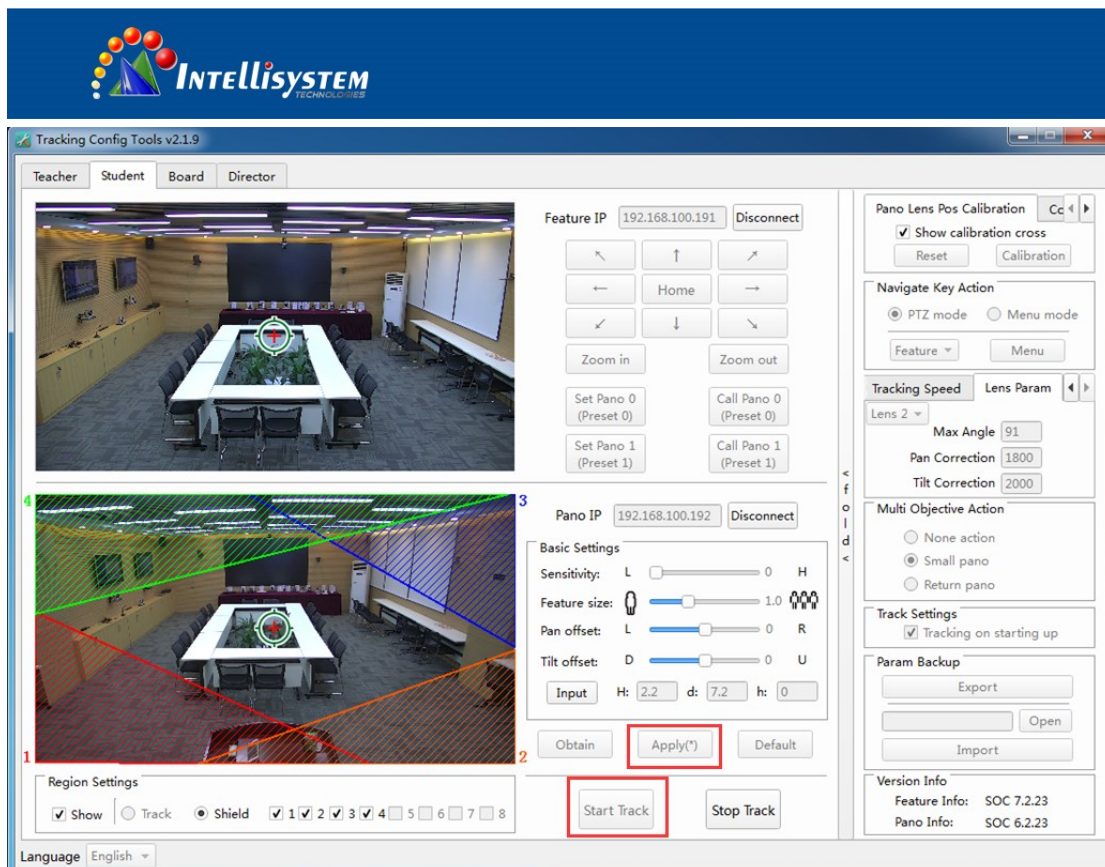 INTELLISYSTEM
TECHNOLOGIES
Tracking Config Tools v2.1.9
Teacher Student Board Director
Feature IP 192.168.100.191 Disconnect
↖ ↑ ↗
← Home →
↙ ↓ ↘
Zoom in Zoom out
Set Pano 0 Call Pano 0
(Preset 0) (Preset 0)
Set Pano 1 Call Pano 1
(Preset 1) (Preset 1)
4 3
1 2
Pano IP 192.168.100.192 Disconnect
Basic Settings
Sensitivity: L 0 H
Feature size: 1.0
Pan offset: L 0 R
Tilt offset: D 0 U
Input H: 2.2 d: 7.2 h: 0
Obtain Apply(*) Default
Region Settings
Show Track Shield 1 2 3 4 5 6 7 8
Start Track Stop Track
< f o l d <
Pano Lens Pos Calibration Cc
Show calibration cross
Reset Calibration
Navigate Key Action
PTZ mode Menu mode
Feature Menu
Tracking Speed Lens Param
Lens 2
Max Angle 91
Pan Correction 1800
Tilt Correction 2000
Multi Objective Action
None action
Small pano
Return pano
Track Settings
Tracking on starting up
Param Backup
Export
Open
Import
Version Info
Feature Info: SOC 7.2.23
Pano Info: SOC 6.2.23
Language English